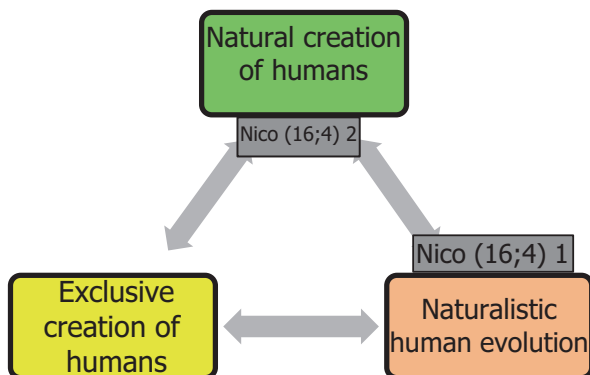 Natural creation
of humans
Nico (16;4) 2
Nico (16;4) 1
Exclusive
creation of
humans
Naturalistic
human evolution